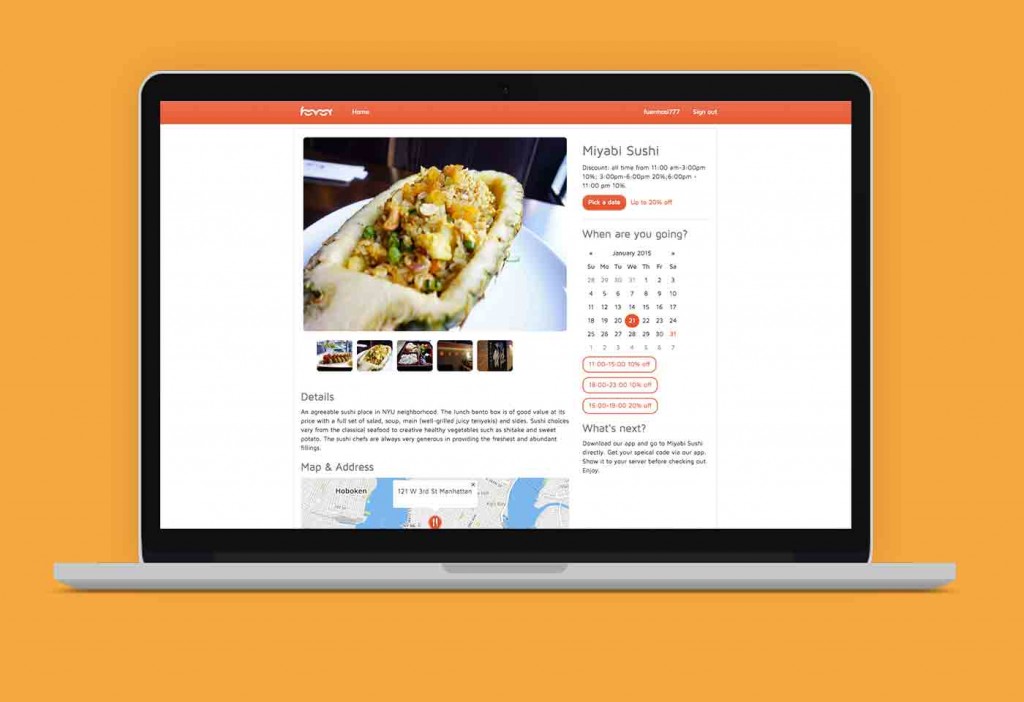 Home
Sign out
Miyabi Sushi
Discount: all time from 11:00 am-3:00pm
10%; 3:00pm-6:00pm 20%;6:00pm -
11:00 pm 10%.
Pick a date Up to 20% off
When are you going?
« January 2015 »
Su Mo Tu We Th Fr Sa
28 29 30 31 1 2 3
4 5 6 7 8 9 10
11 12 13 14 15 16 17
18 19 20 21 22 23 24
25 26 27 28 29 30 31
1 2 3 4 5 6 7
11:00-15:00 10% off
18:00-23:00 10% off
15:00-18:00 20% off
What's next?
Download our app and go to Miyabi Sushi
directly. Get your speical code via our app.
Show it to your server before checking out
Enjoy.
Details
An agreeable sushi place in NYU neighborhood. The lunch bento box is of good value at its
price with a full set of salad, soup, main (well-grilled juicy teriyakis) and sides. Sushi choices
vary from the classical seafood to creative healthy vegetables such as shitake and sweet
potato. The sushi chefs are always very generous in providing the freshest and abundant
fillings.
Map & Address
Hoboken
121 W 3rd St Manhattan